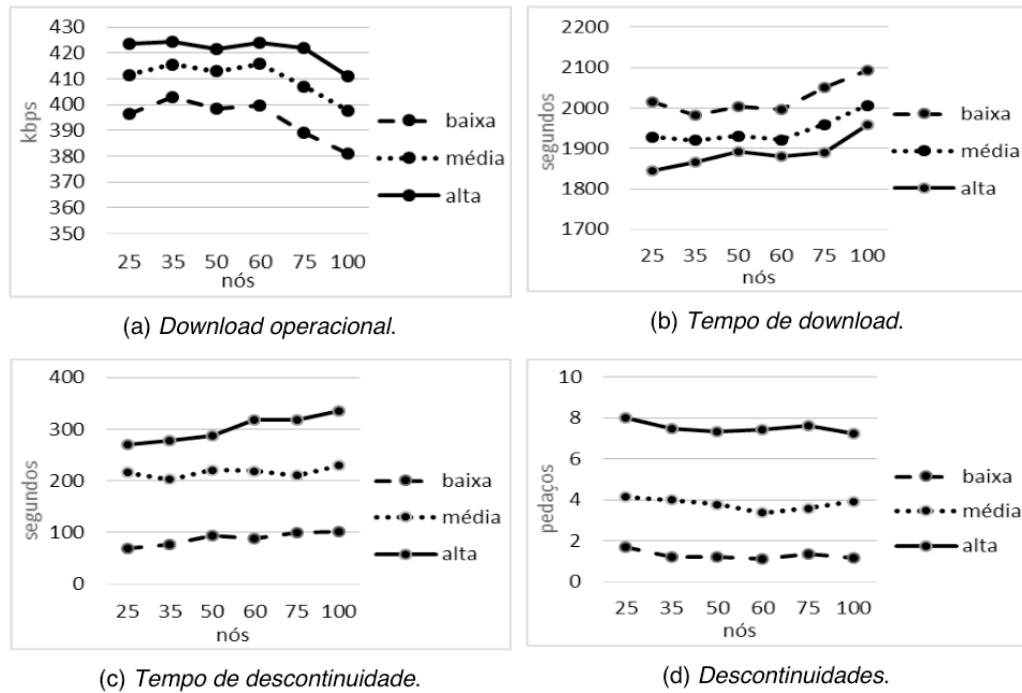 430
420
410
400
390
380
370
360
350
kbps
25 35 50 60 75 100
nós
baixa
média
alta
(a) Download operacional.
2200
2100
2000
1900
1800
1700
segundos
25 35 50 60 75 100
nós
baixa
média
alta
(b) Tempo de download.
400
300
200
100
0
segundos
25 35 50 60 75 100
nós
baixa
média
alta
(c) Tempo de descontinuidade.
10
8
6
4
2
0
pedaços
25 35 50 60 75 100
nós
baixa
média
alta
(d) Descontinuidades.